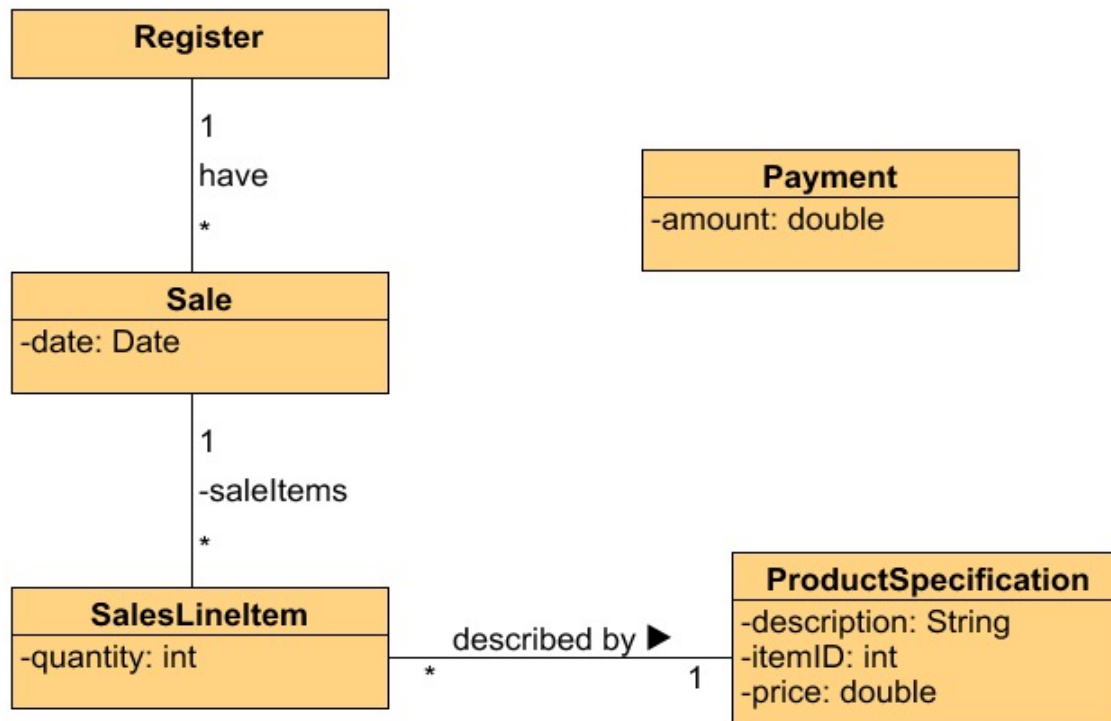 Register
1
have
*
Payment
-amount: double
Sale
-date: Date
1
-saleItems
*
SalesLineItem
-quantity: int
described by ▶
*
1
ProductSpecification
-description: String
-itemID: int
-price: double